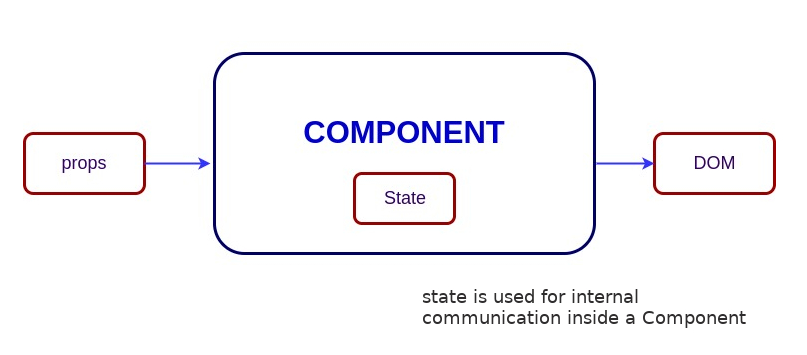 COMPONENT
props
State
DOM
state is used for internal
communication inside a Component